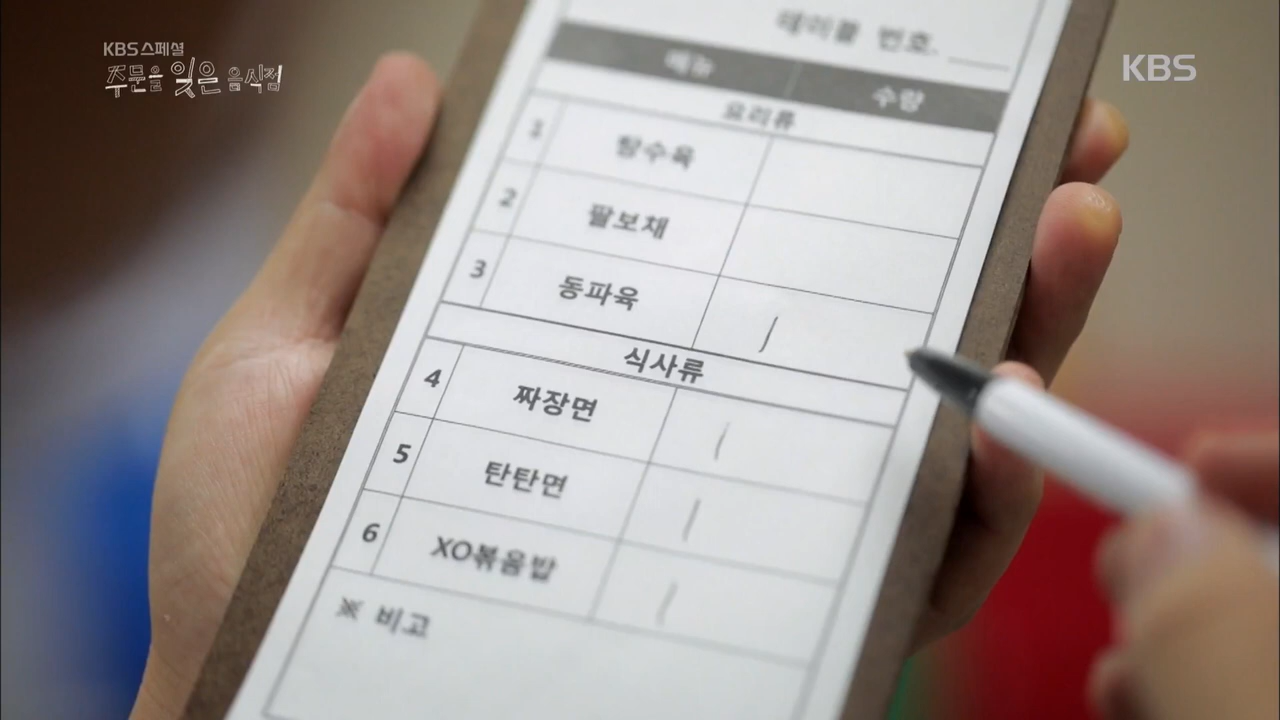 KBS스페셜
주문을 잊은 음식점
KBS
테이블 번호. ____
메뉴 수량
요리류
1 탕수육
2 팔보채
3 동파육 /
식사류
4 짜장면 /
5 탄탄면 /
6 XO볶음밥 /
※ 비고